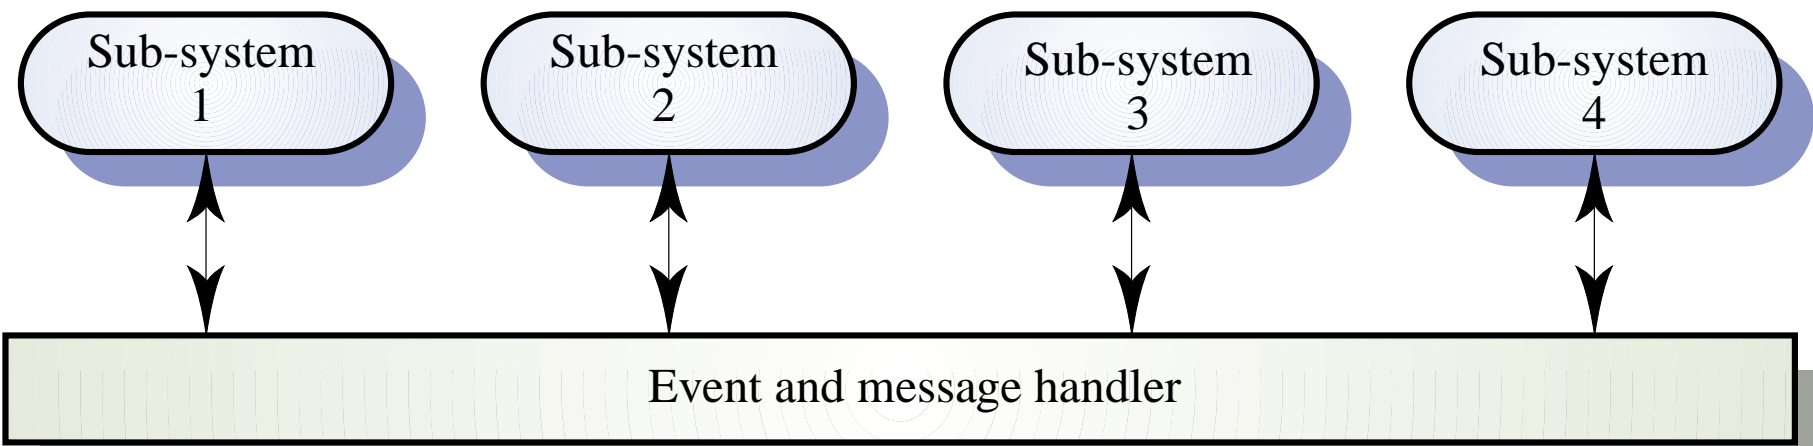 Sub-system
1
Sub-system
2
Sub-system
3
Sub-system
4
Event and message handler